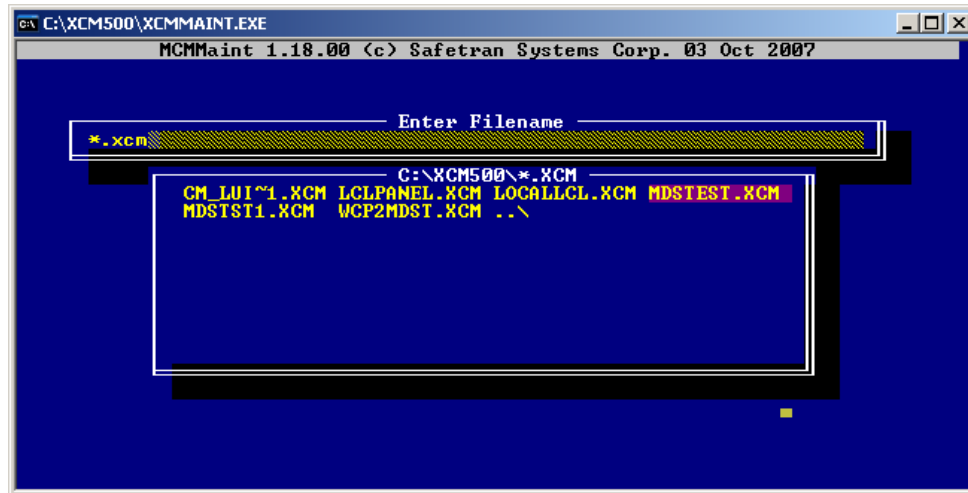 C:\XCM500\XCMMAINT.EXE
MCMMaint 1.18.00 (c) Safetran Systems Corp. 03 Oct 2007
Enter Filename
*.xcm
C:\XCM500\*.XCM
CM_LUI~1.XCM LCLPANEL.XCM LOCALLCL.XCM MDSTEST.XCM
MDSTST1.XCM WCP2MDST.XCM ..\